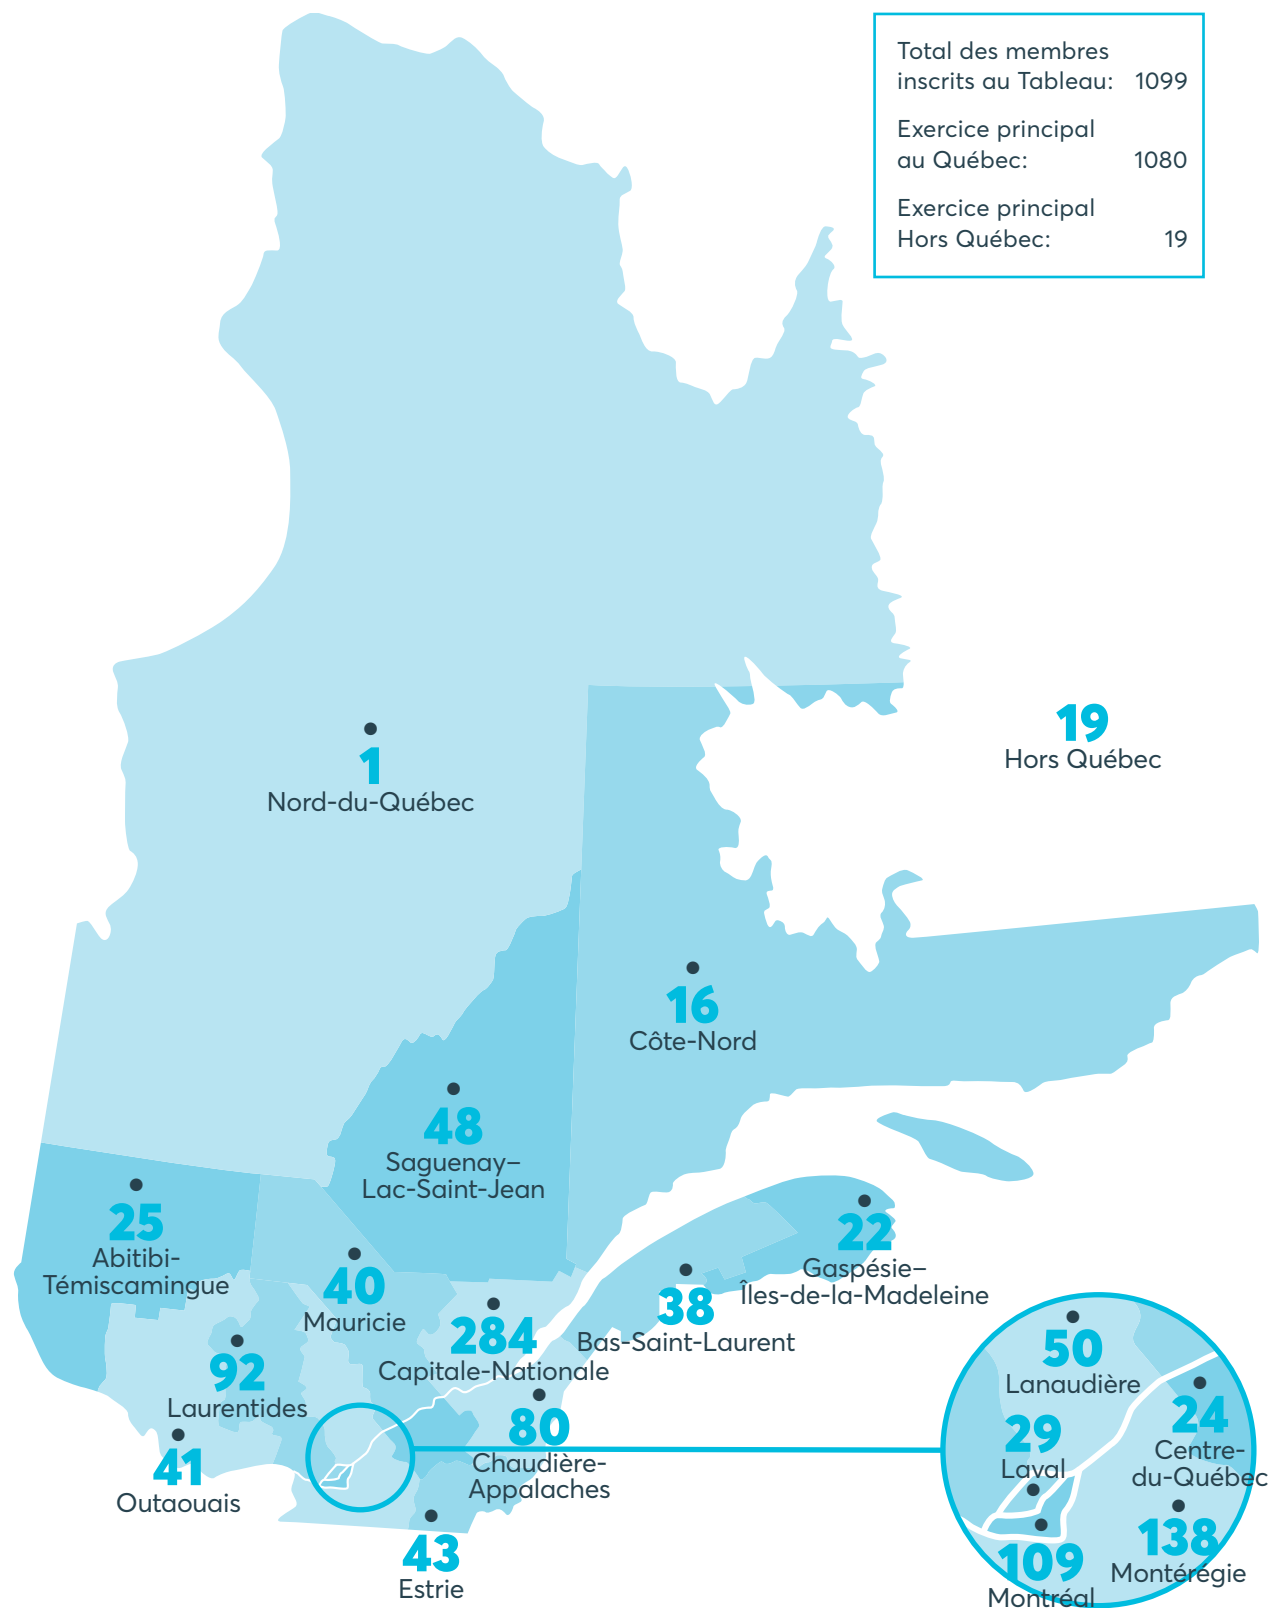 Total des membres
inscrits au Tableau: 1099
Exercice principal
au Québec: 1080
Exercice principal
Hors Québec: 19
19
Hors Québec
1
Nord-du-Québec
16
Côte-Nord
48
Saguenay–
Lac-Saint-Jean
25
Abitibi-
Témiscamingue
22
Gaspésie–
Îles-de-la-Madeleine
40
Mauricie
38
Bas-Saint-Laurent
284
Capitale-Nationale
92
Laurentides
80
Chaudière-
Appalaches
41
Outaouais
43
Estrie
50
Lanaudière
24
Centre-
du-Québec
29
Laval
138
Montérégie
109
Montréal